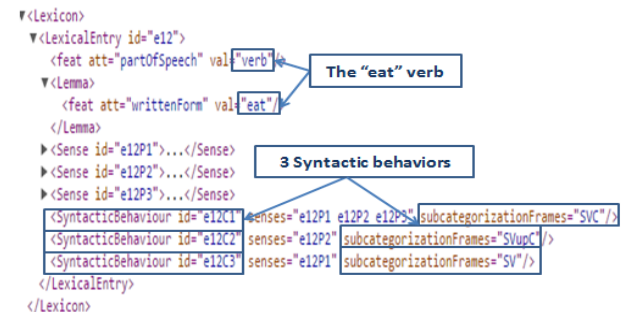 ▼<Lexicon>
▼<LexicalEntry id="e12">
<feat att="partOfSpeech" val="verb"/>
The “eat” verb
▼<Lemma>
<feat att="writtenForm" val="eat"/>
</Lemma>
▶<Sense id="e12P1">...</Sense>
3 Syntactic behaviors
▶<Sense id="e12P2">...</Sense>
▶<Sense id="e12P3">...</Sense>
<SyntacticBehaviour id="e12C1" senses="e12P1 e12P2 e12P3" subcategorizationFrames="SVC"/>
<SyntacticBehaviour id="e12C2" senses="e12P2" subcategorizationFrames="SVupC"/>
<SyntacticBehaviour id="e12C3" senses="e12P1" subcategorizationFrames="SV"/>
</LexicalEntry>
</Lexicon>